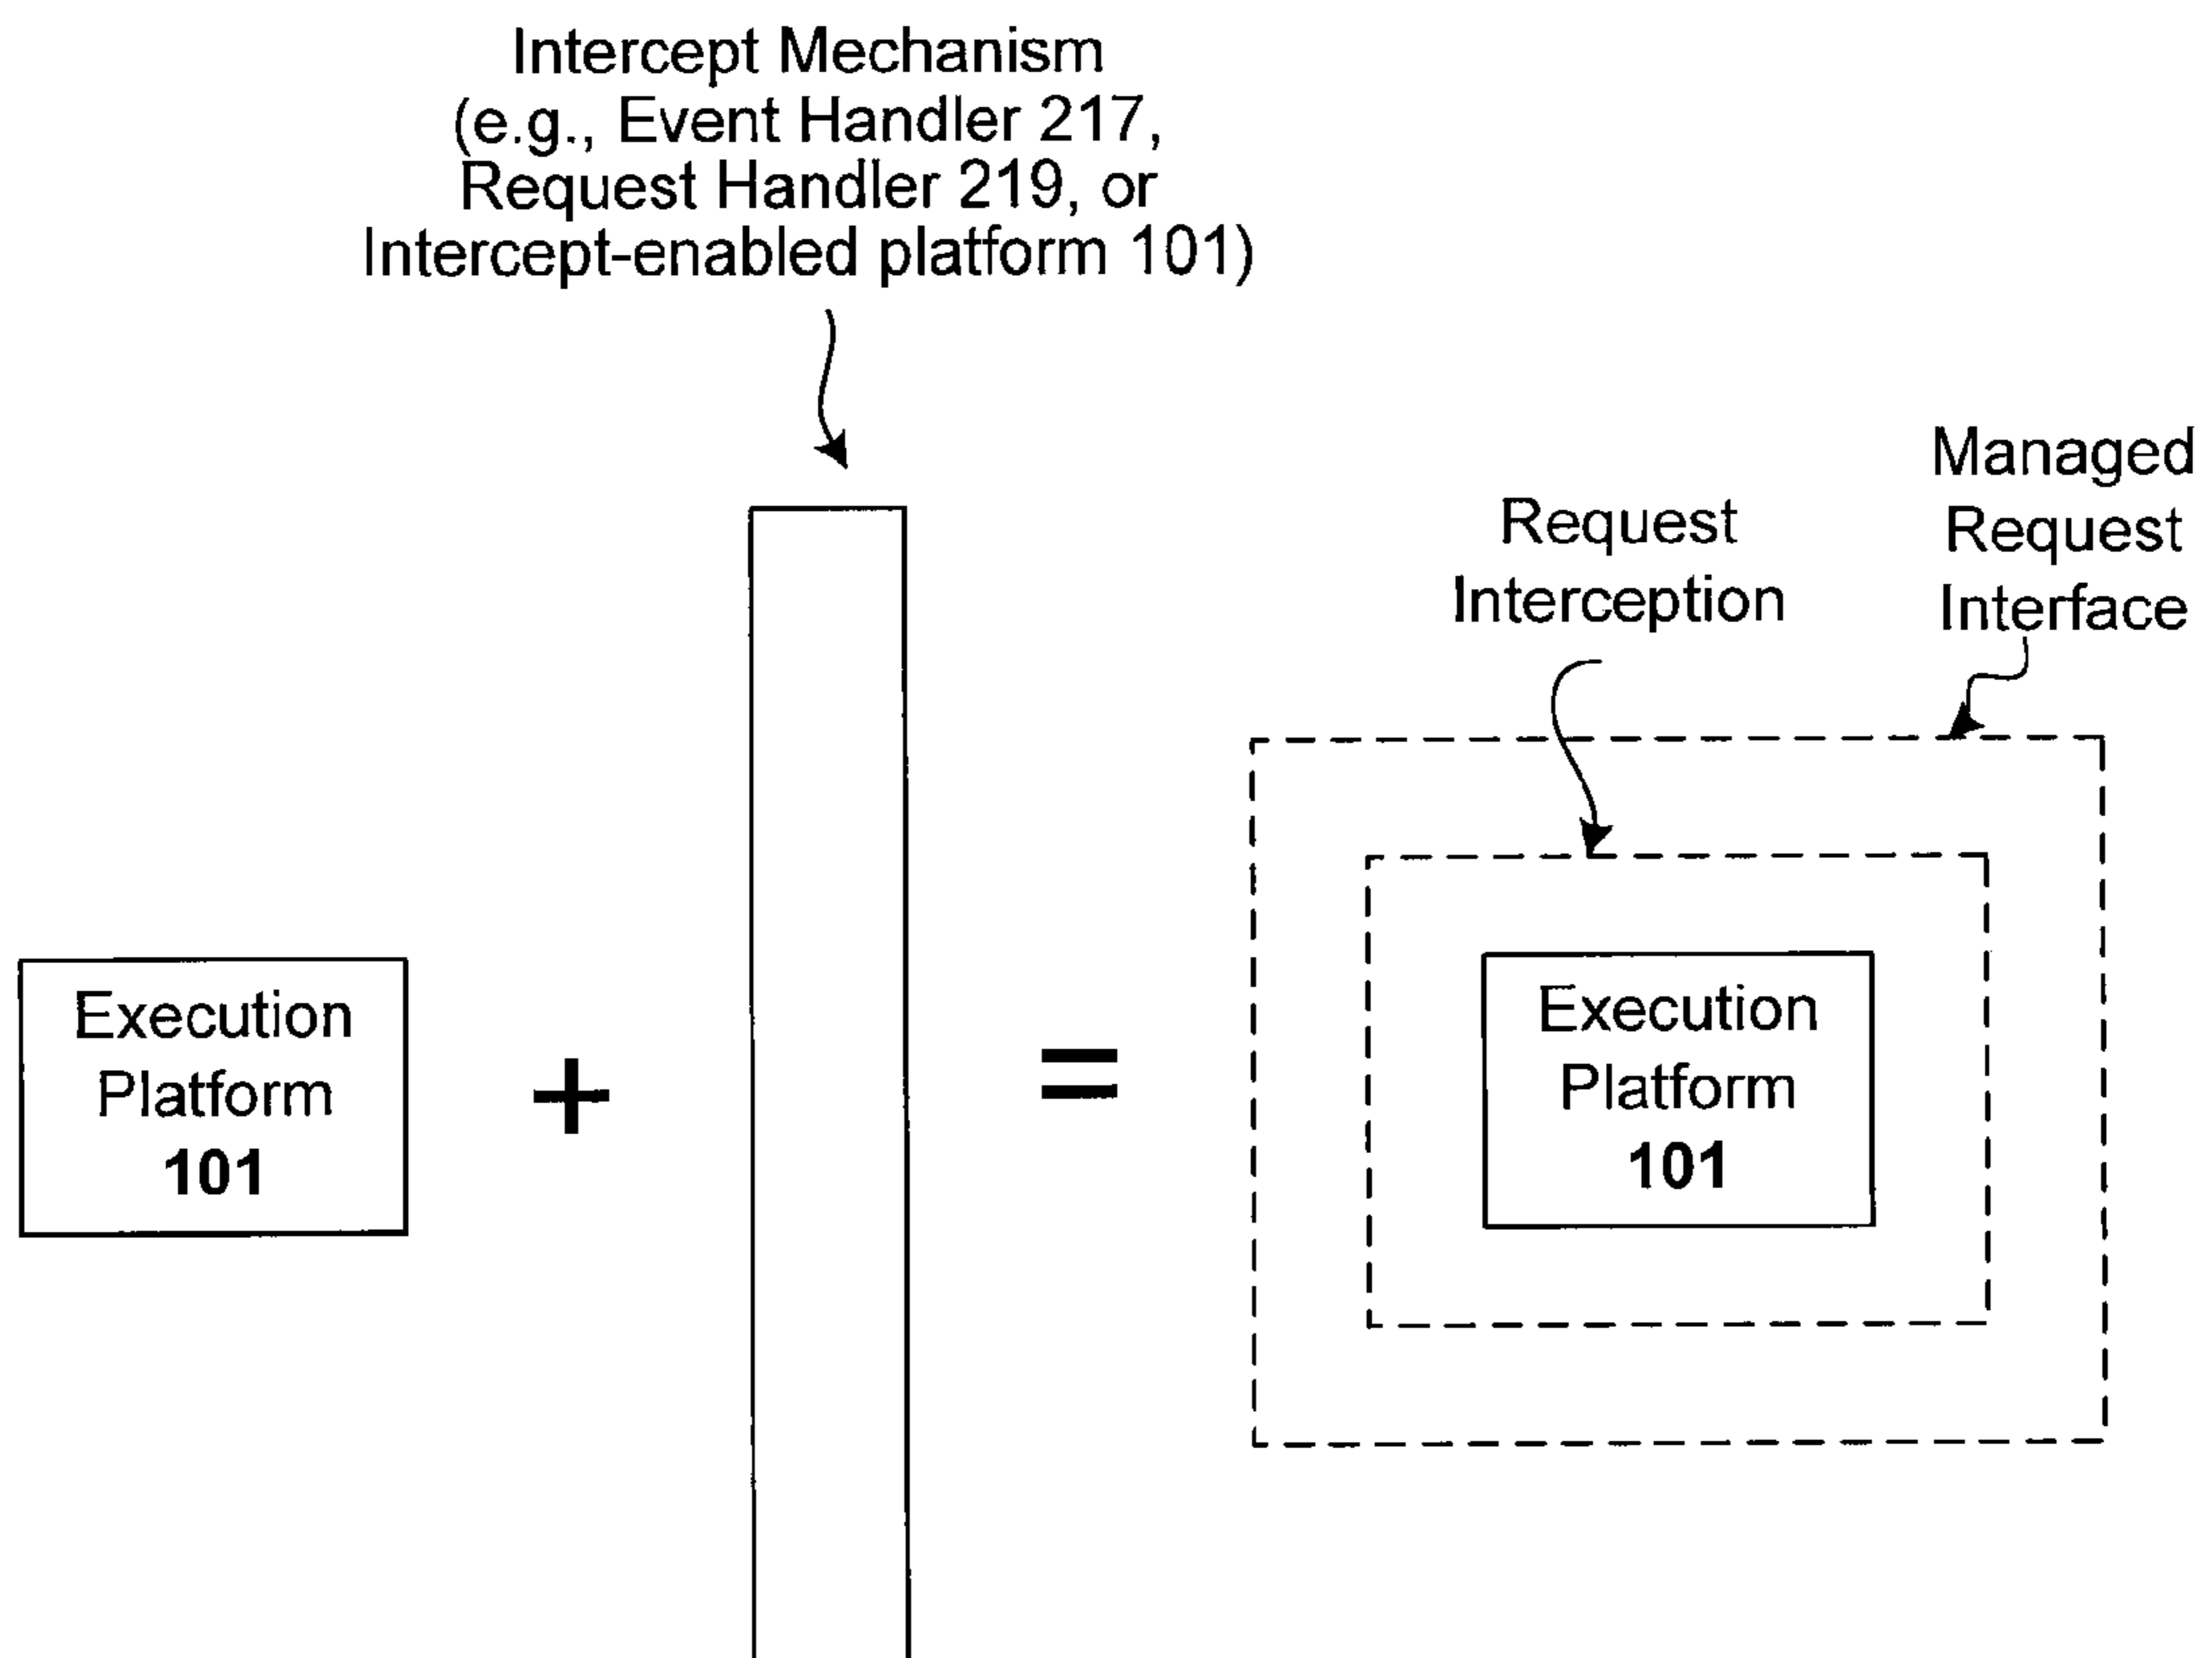 Intercept Mechanism
(e.g., Event Handler 217,
Request Handler 219, or
Intercept-enabled platform 101)
Managed
Request
Interface
Request
Interception
Execution
Platform
101
+
=
Execution
Platform
101